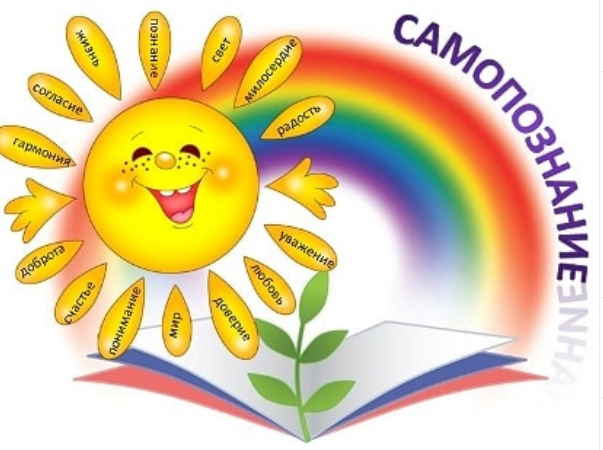 САМОПОЗНАНИЕ
жизнь
познание
свет
милосердие
радость
согласие
гармония
доброта
счастье
понимание
мир
доверие
любовь
уважение